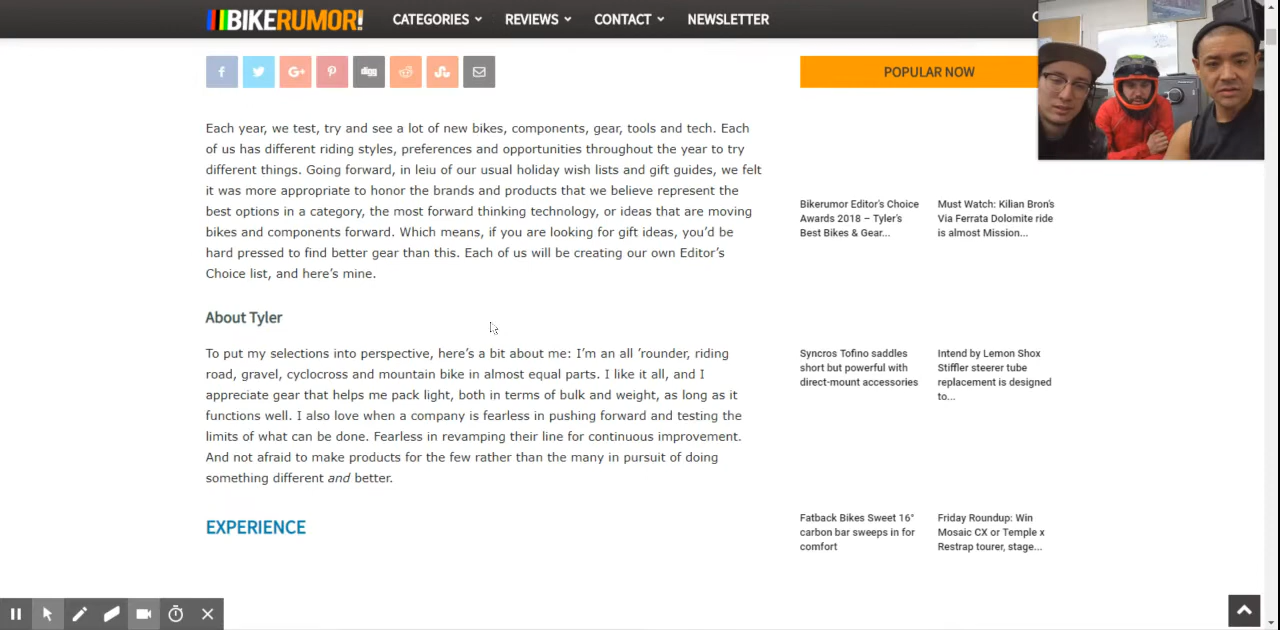 BIKERUMOR!
CATEGORIES
REVIEWS
CONTACT
NEWSLETTER
digg
POPULAR NOW
Each year, we test, try and see a lot of new bikes, components, gear, tools and tech. Each
of us has different riding styles, preferences and opportunities throughout the year to try
different things. Going forward, in leiu of our usual holiday wish lists and gift guides, we felt
it was more appropriate to honor the brands and products that we believe represent the
best options in a category, the most forward thinking technology, or ideas that are moving
bikes and components forward. Which means, if you are looking for gift ideas, you'd be
hard pressed to find better gear than this. Each of us will be creating our own Editor's
Choice list, and here's mine.
About Tyler
To put my selections into perspective, here's a bit about me: I'm an all 'rounder, riding
road, gravel, cyclocross and mountain bike in almost equal parts. I like it all, and I
appreciate gear that helps me pack light, both in terms of bulk and weight, as long as it
functions well. I also love when a company is fearless in pushing forward and testing the
limits of what can be done. Fearless in revamping their line for continuous improvement.
And not afraid to make products for the few rather than the many in pursuit of doing
something different and better.
EXPERIENCE
Bikerumor Editor's Choice
Awards 2018 – Tyler's
Best Bikes & Gear...
Must Watch: Kilian Bron's
Via Ferrata Dolomite ride
is almost Mission...
Syncros Tofino saddles
short but powerful with
direct-mount accessories
Intend by Lemon Shox
Stiffler steerer tube
replacement is designed
to...
Fatback Bikes Sweet 16°
carbon bar sweeps in for
comfort
Friday Roundup: Win
Mosaic CX or Temple x
Restrap tourer, stage...